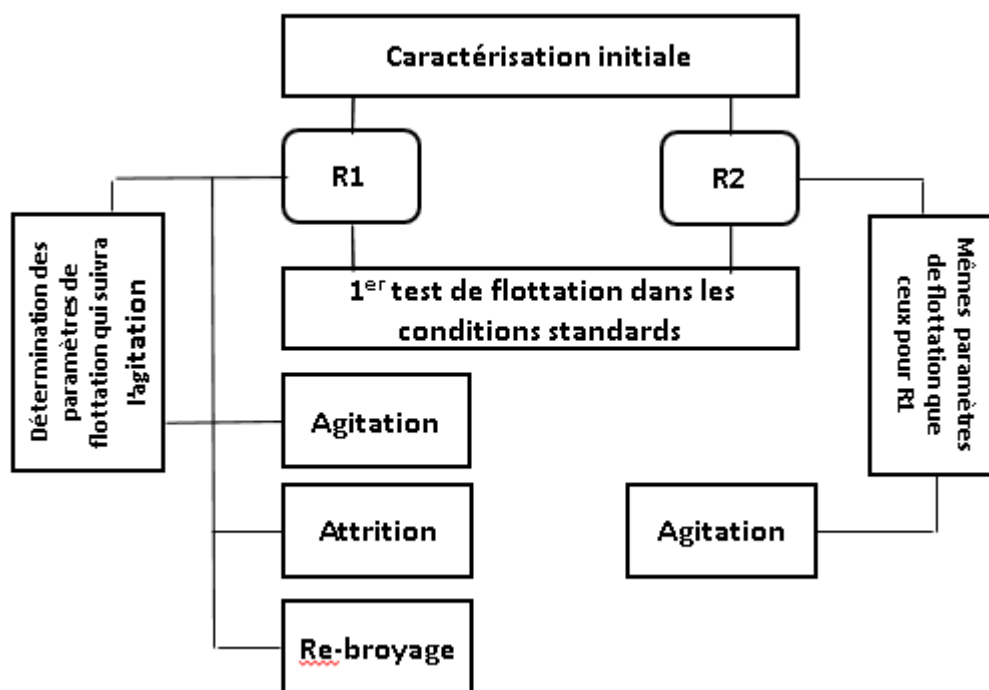 Caractérisation initiale
R1
R2
Détermination des
paramètres de
flottation qui suivra
l'agitation
1er test de flottation dans les
conditions standards
Mêmes paramètres
de flottation que
ceux pour R1
Agitation
Attrition
Agitation
Re-broyage